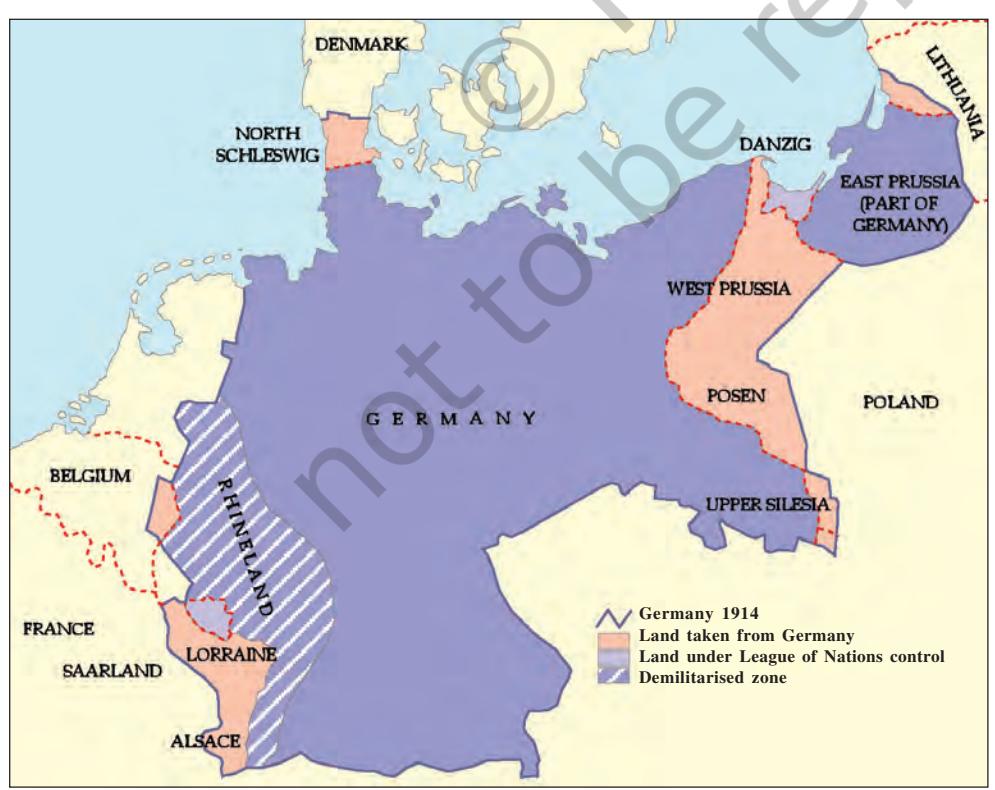 DENMARK
LITHUANIA
NORTH
SCHLESWIG
DANZIG
EAST PRUSSIA
(PART OF
GERMANY)
WEST PRUSSIA
POSEN
POLAND
GERMANY
BELGIUM
RHINELAND
UPPER SILESIA
FRANCE
SAARLAND
LORRAINE
ALSACE
Germany 1914
Land taken from Germany
Land under League of Nations control
Demilitarised zone
©
not to be re